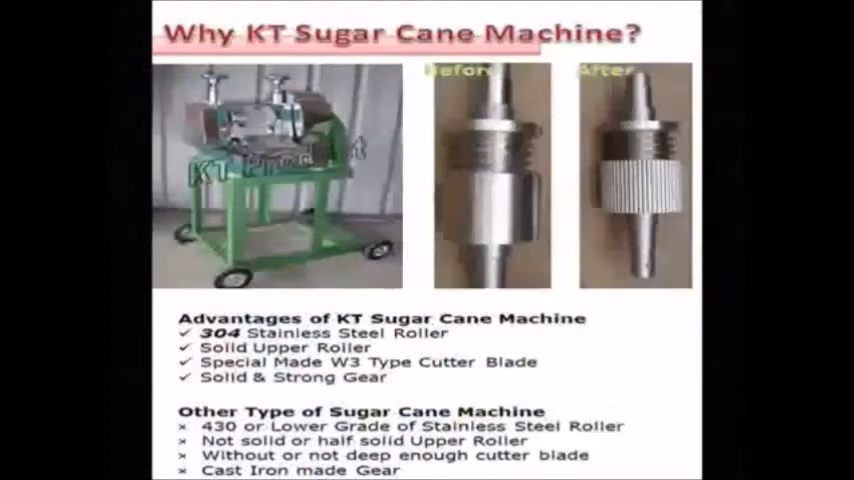 Why KT Sugar Cane Machine?
Before After
KT Product
Advantages of KT Sugar Cane Machine
✓ 304 Stainless Steel Roller
✓ Solid Upper Roller
✓ Special Made W3 Type Cutter Blade
✓ Solid & Strong Gear
Other Type of Sugar Cane Machine
× 430 or Lower Grade of Stainless Steel Roller
× Not solid or half solid Upper Roller
× Without or not deep enough cutter blade
× Cast Iron made Gear